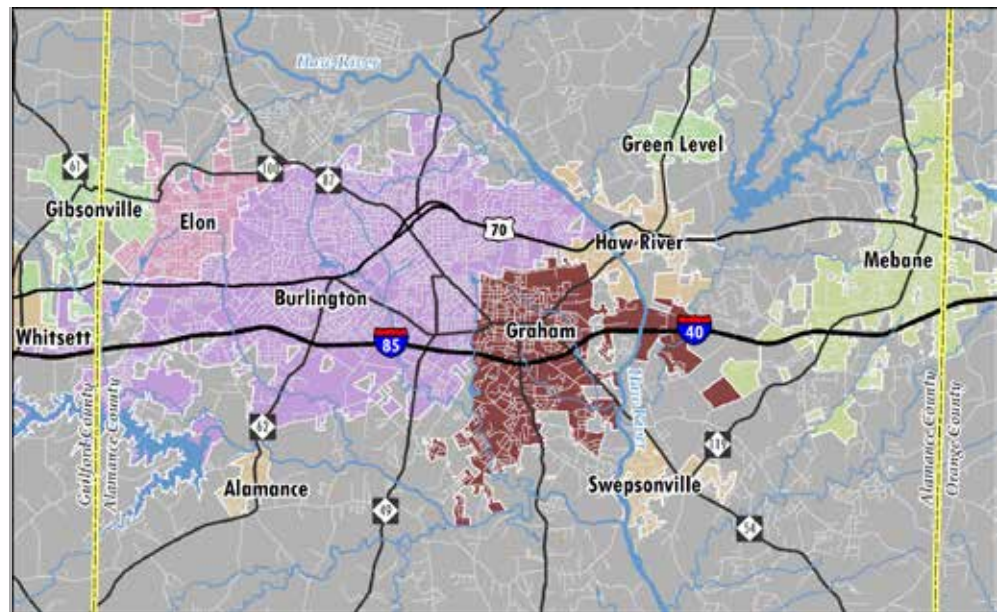 Haw River
Green Level
61
100
87
Gibsonville
Elon
70
Haw River
Mebane
Burlington
Whitsett
Graham
85
40
Haw River
Guilford County
Alamance County
62
119
Alamance
Swepsonville
49
54
Alamance County
Orange County